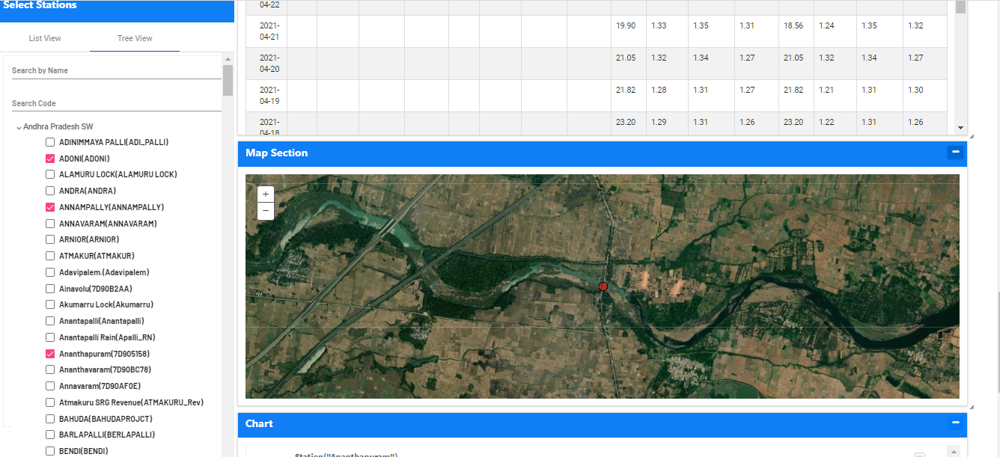 Select Stations
List View
Tree View
Search by Name
Search Code
Andhra Pradesh SW
ADINIMMAYA PALLI(ADI_PALLI)
ADONI(ADONI)
ALAMURU LOCK(ALAMURU LOCK)
ANDRA(ANDRA)
ANNAMPALLY(ANNAMPALLY)
ANNAVARAM(ANNAVARAM)
ARNIOR(ARNIOR)
ATMAKUR(ATMAKUR)
Adavipalem.(Adavipalem)
Ainavolu(7D90B2AA)
Akumarru Lock(Akumarru)
Anantapalli(Anantapalli)
Anantapalli Rain(Apalli_RN)
Ananthapuram(7D905158)
Ananthavaram(7D90BC78)
Annavaram(7D90AF0E)
Atmakuru SRG Revenue(ATMAKURU_Rev)
BAHUDA(BAHUDAPROJCT)
BARLAPALLI(BERLAPALLI)
BENDI(BENDI)
04-22
2021-
04-21
19.90 1.33 1.35 1.31 18.56 1.24 1.35 1.32
2021-
04-20
21.05 1.32 1.34 1.27 21.05 1.32 1.34 1.27
2021-
04-19
21.82 1.28 1.31 1.27 21.82 1.21 1.31 1.30
2021-
04-18
23.20 1.29 1.31 1.26 23.20 1.22 1.31 1.26
Map Section
+
−
Chart
Station("Ananthapuram")